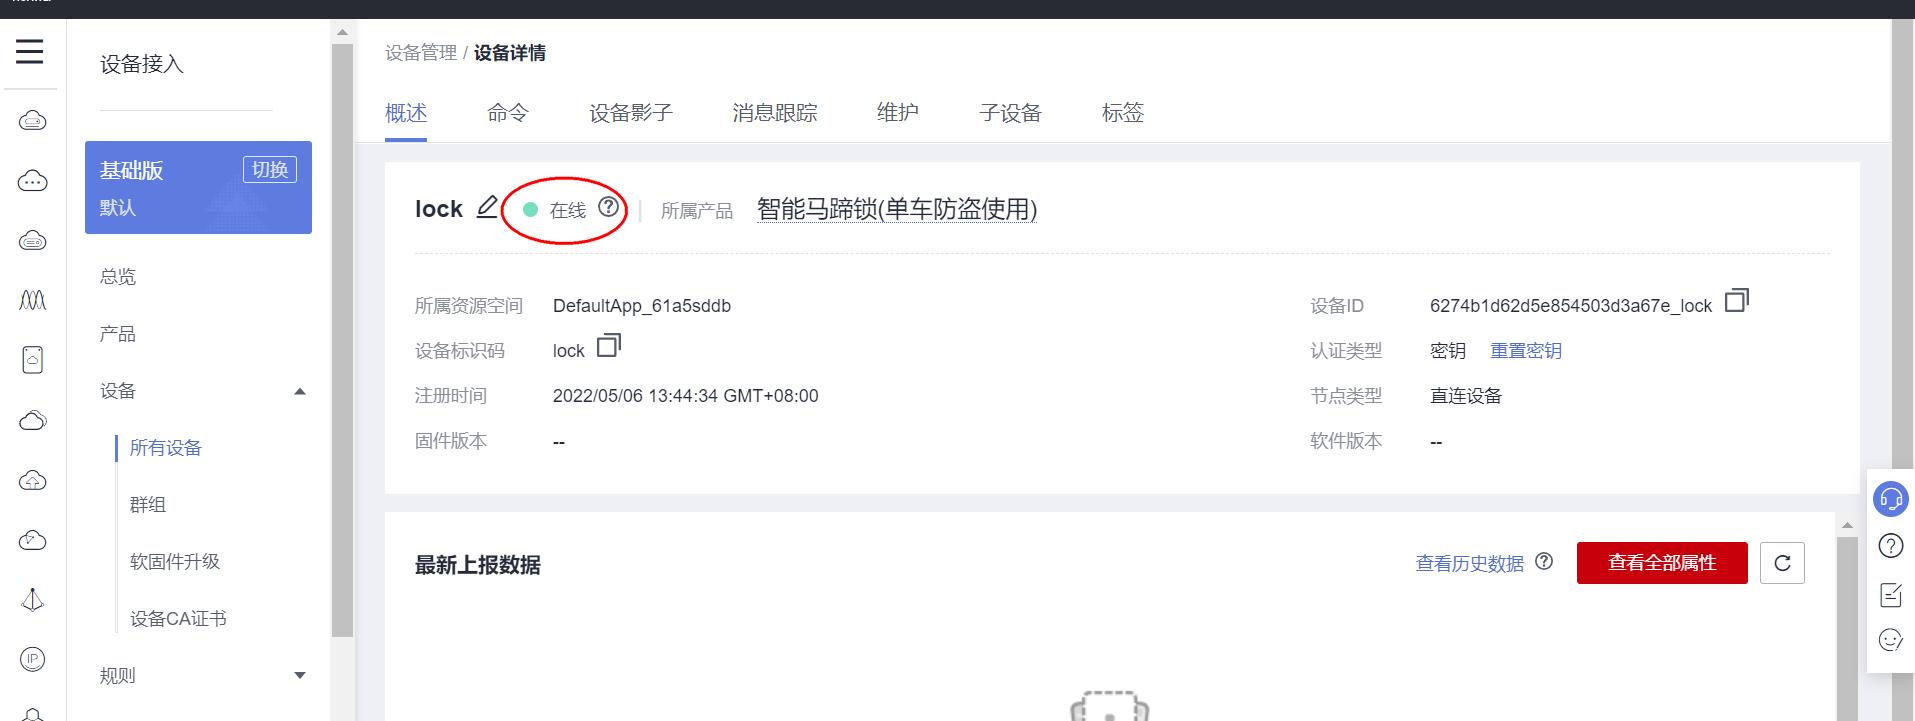 设备接入
基础版 切换
默认
总览
产品
设备
所有设备
群组
软固件升级
设备CA证书
规则
设备管理 / 设备详情
概述 命令 设备影子 消息跟踪 维护 子设备 标签
lock 在线 所属产品 智能马蹄锁(单车防盗使用)
所属资源空间 DefaultApp_61a5sddb 设备ID 6274b1d62d5e854503d3a67e_lock
设备标识码 lock 认证类型 密钥 重置密钥
注册时间 2022/05/06 13:44:34 GMT+08:00 节点类型 直连设备
固件版本 -- 软件版本 --
最新上报数据 查看历史数据 查看全部属性
IP